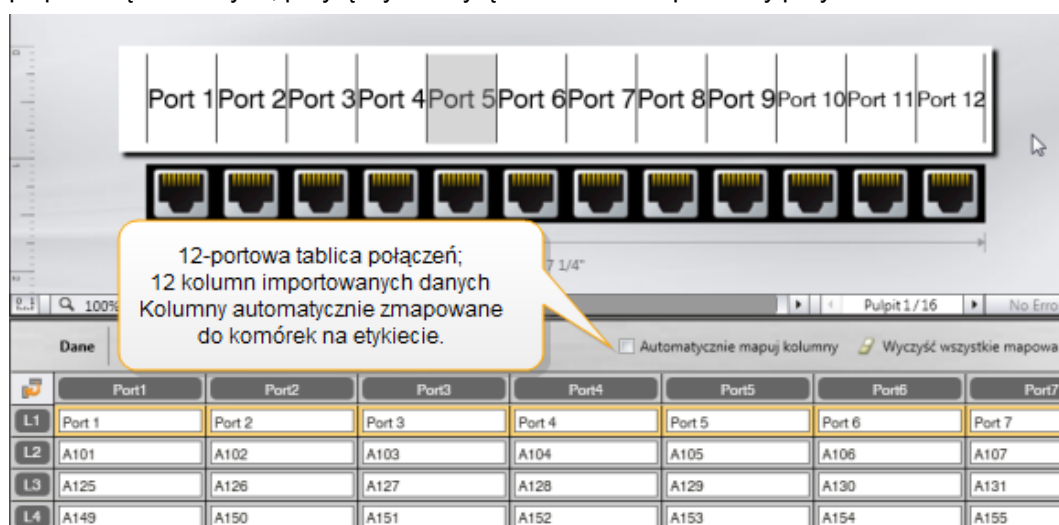 Port 1 Port 2 Port 3 Port 4 Port 5 Port 6 Port 7 Port 8 Port 9 Port 10 Port 11 Port 12
12-portowa tablica połączeń;
12 kolumn importowanych danych
Kolumny automatycznie zmapowane
do komórek na etykiecie.
7 1/4"
100%
Pulpit 1 / 16
No Erro
Dane
Automatycznie mapuj kolumny
Wyczyść wszystkie mapowa
Port1 Port2 Port3 Port4 Port5 Port6 Port7
L1 Port 1 Port 2 Port 3 Port 4 Port 5 Port 6 Port 7
L2 A101 A102 A103 A104 A105 A106 A107
L3 A125 A126 A127 A128 A129 A130 A131
L4 A149 A150 A151 A152 A153 A154 A155